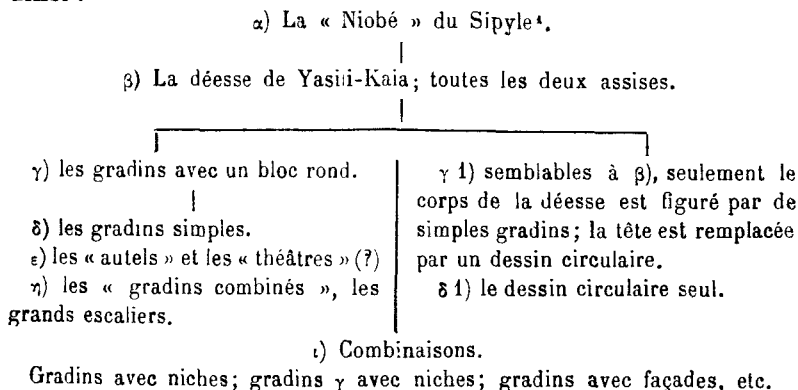 α) La « Niobé » du Sipyle¹.
β) La déesse de Yasili-Kaia; toutes les deux assises.
γ) les gradins avec un bloc rond.
δ) les gradins simples.
ε) les « autels » et les « théâtres » (?)
η) les « gradins combinés », les
grands escaliers.
γ 1) semblables à β), seulement le
corps de la déesse est figuré par de
simples gradins; la tête est remplacée
par un dessin circulaire.
δ 1) le dessin circulaire seul.
ι) Combinaisons.
Gradins avec niches; gradins γ avec niches; gradins avec façades, etc.